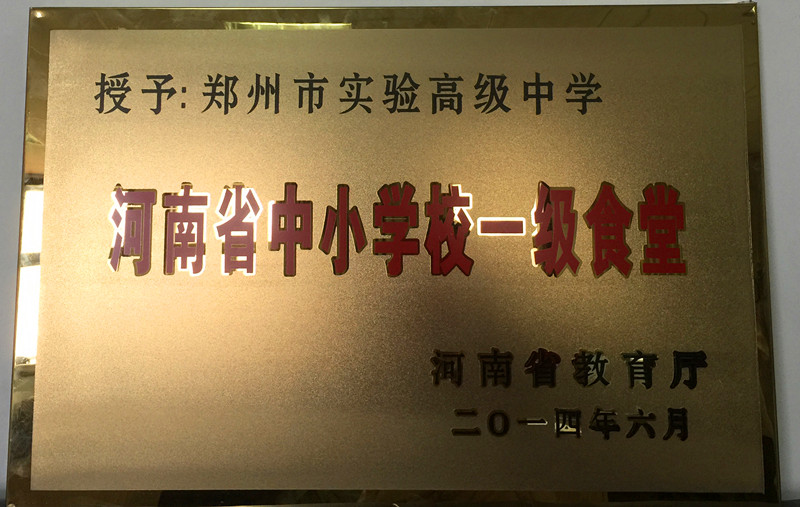 授予:郑州市实验高级中学
河南省中小学校一级食堂
河南省教育厅
二0一四年六月